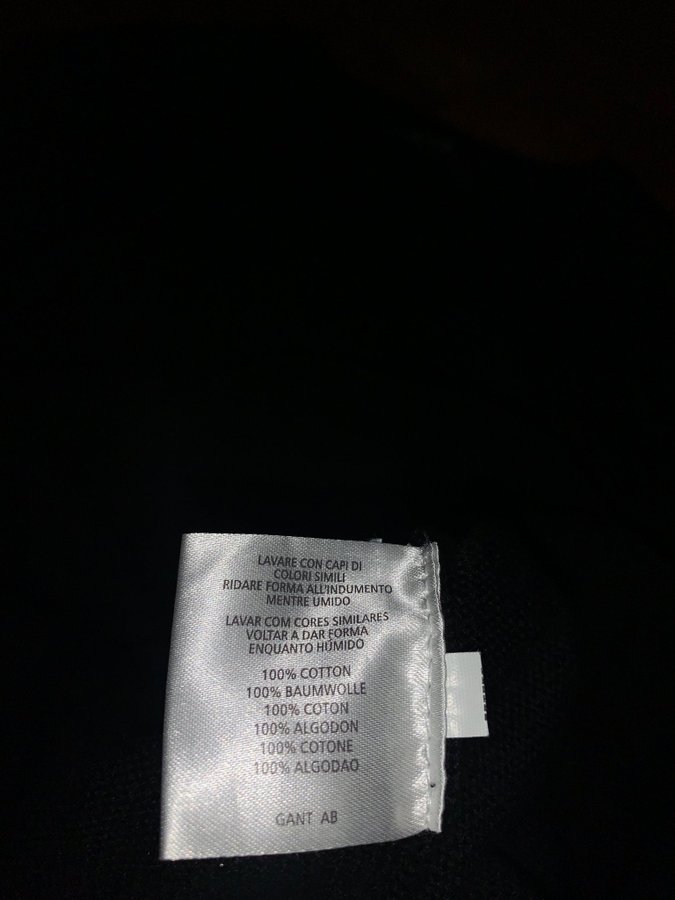 LAVARE CON CAPI DI
COLORI SIMILI
RIDARE FORMA ALL'INDUMENTO
MENTRE UMIDO
LAVAR COM CORES SIMILARES
VOLTAR A DAR FORMA
ENQUANTO HÚMIDO
100% COTTON
100% BAUMWOLLE
100% COTON
100% ALGODON
100% COTONE
100% ALGODAO
GANT AB